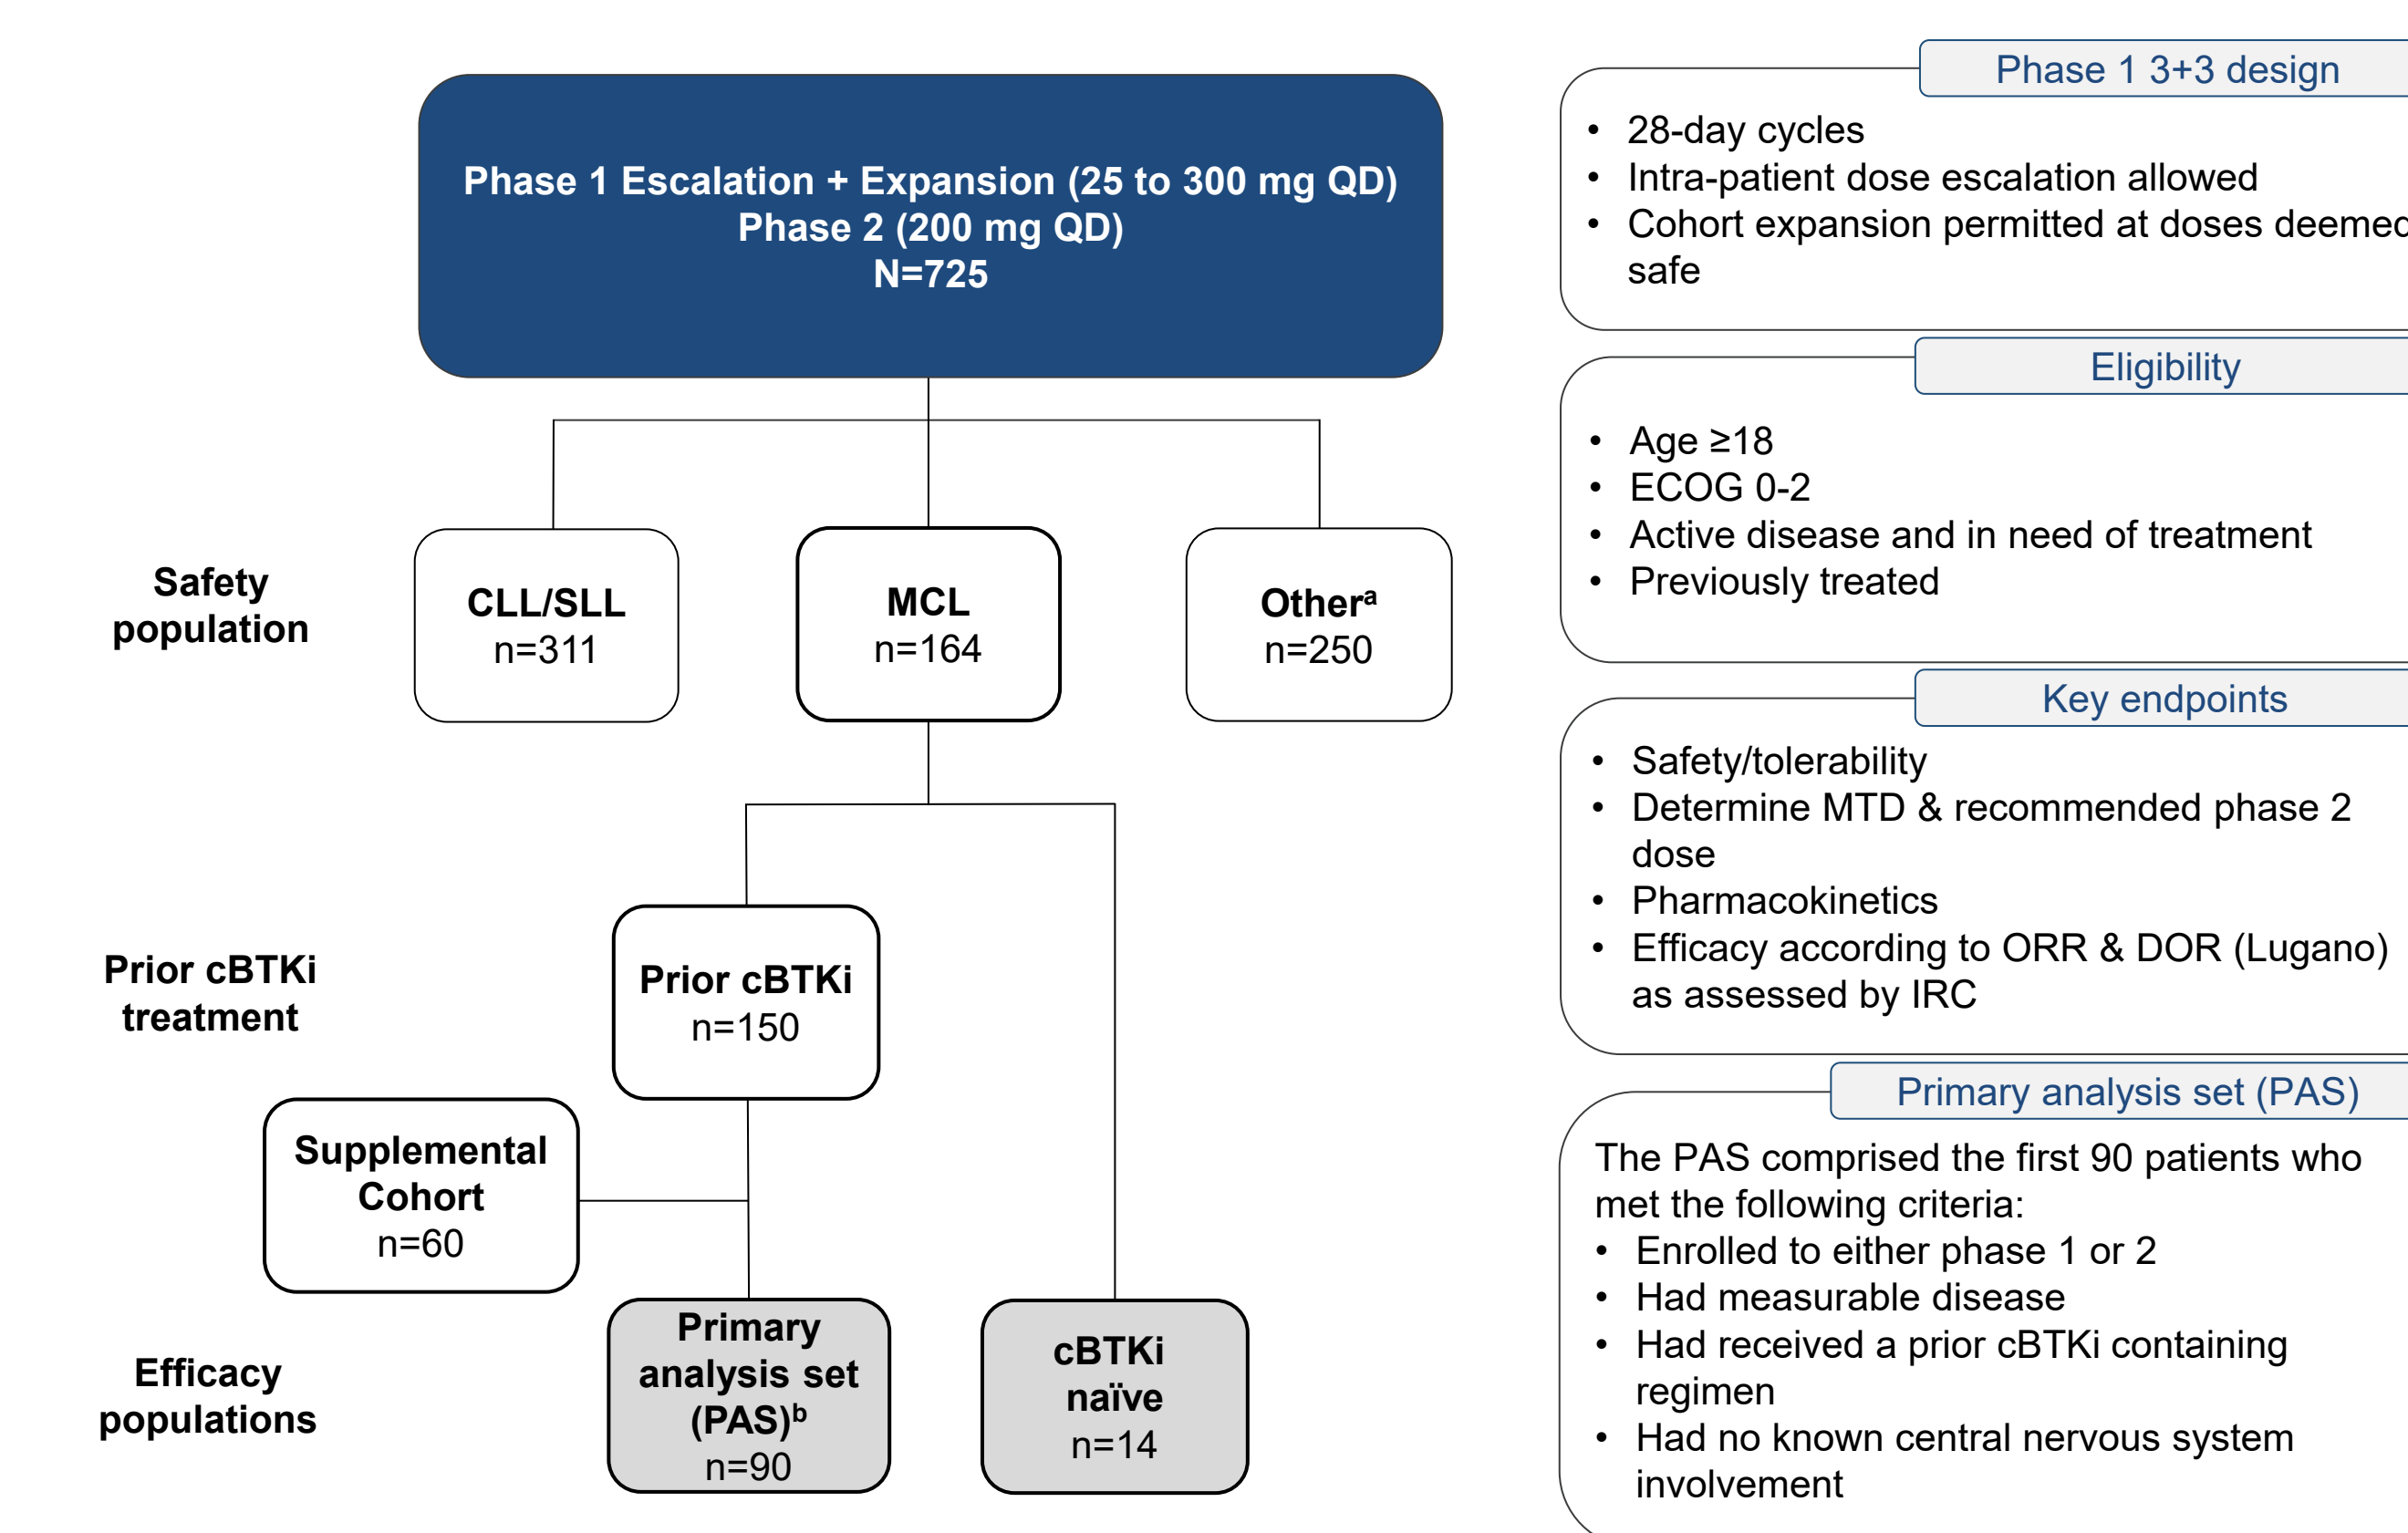 Phase 1 Escalation + Expansion (25 to 300 mg QD)
Phase 2 (200 mg QD)
N=725
Safety
population
CLL/SLL
n=311
MCL
n=164
Otherᵃ
n=250
Prior cBTKi
treatment
Prior cBTKi
n=150
Supplemental
Cohort
n=60
Efficacy
populations
Primary
analysis set
(PAS)ᵇ
n=90
cBTKi
naïve
n=14
Phase 1 3+3 design
• 28-day cycles
• Intra-patient dose escalation allowed
• Cohort expansion permitted at doses deemed
safe
Eligibility
• Age ≥18
• ECOG 0-2
• Active disease and in need of treatment
• Previously treated
Key endpoints
• Safety/tolerability
• Determine MTD & recommended phase 2
dose
• Pharmacokinetics
• Efficacy according to ORR & DOR (Lugano)
as assessed by IRC
Primary analysis set (PAS)
The PAS comprised the first 90 patients who
met the following criteria:
• Enrolled to either phase 1 or 2
• Had measurable disease
• Had received a prior cBTKi containing
regimen
• Had no known central nervous system
involvement